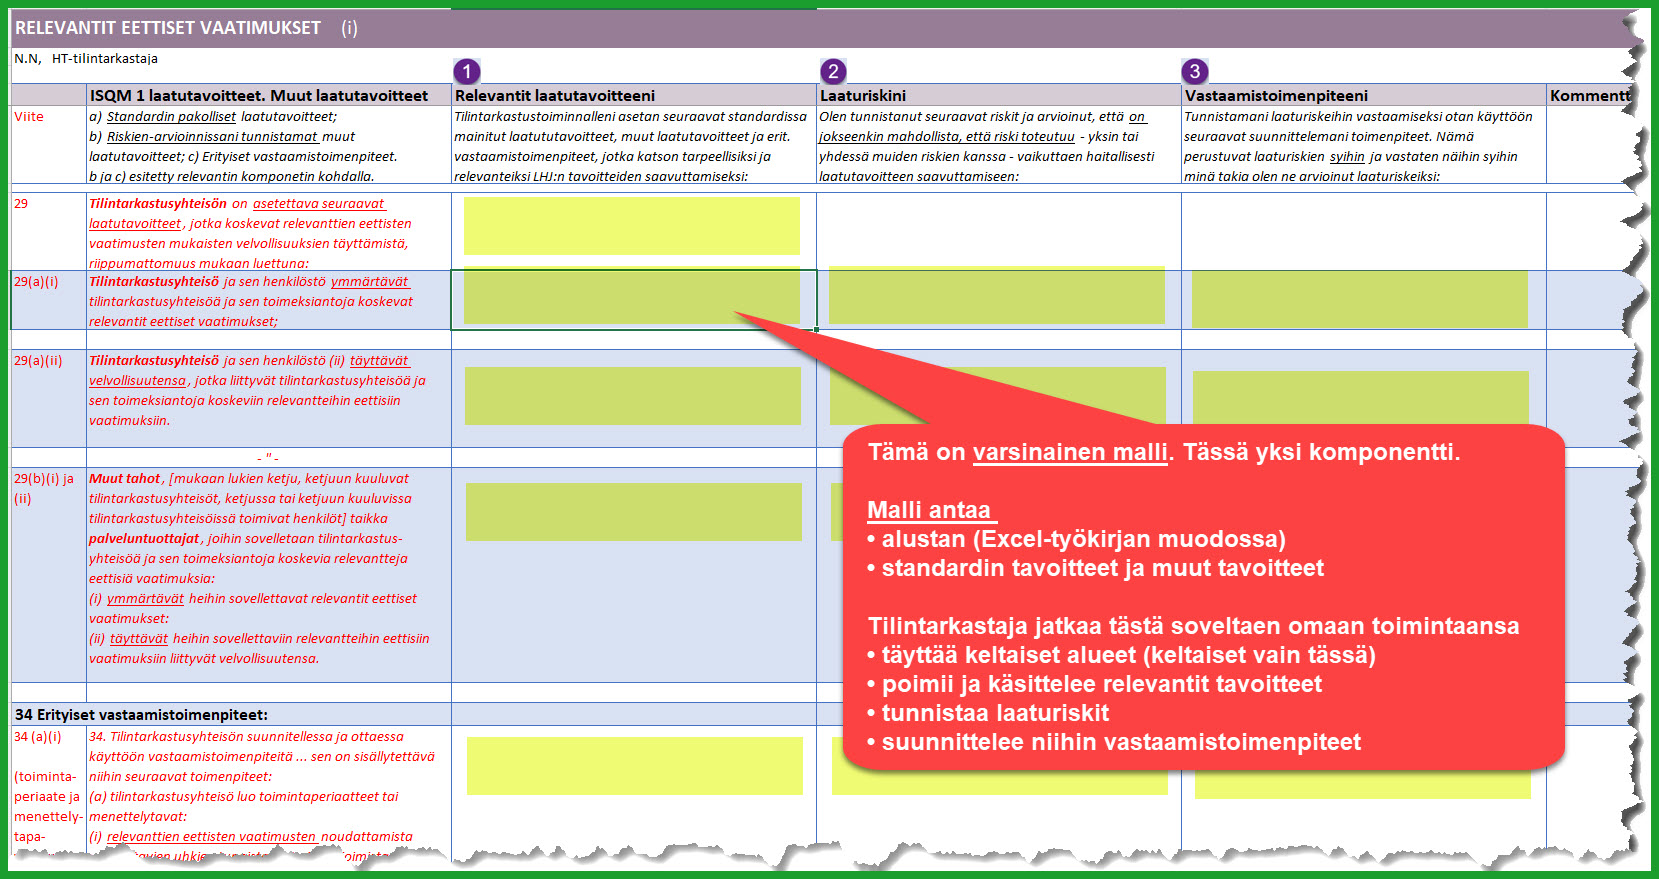 RELEVANTIT EETTISET VAATIMUKSET (i)
N.N, HT-tilintarkastaja
1 2 3
ISQM 1 laatutavoitteet. Muut laatutavoitteet
Relevantit laatutavoitteeni
Laaturiskini
Vastaamistoimenpiteeni
Kommentt
Viite
a) Standardin pakolliset laatutavoitteet;
b) Riskien-arvioinnissani tunnistamat muut
laatutavoitteet; c) Erityiset vastaamistoimenpiteet.
b ja c) esitetty relevantin komponetin kohdalla.
Tilintarkastustoiminnalleni asetan seuraavat standardissa
mainitut laatututavoitteet, muut laatutavoitteet ja erit.
vastaamistoimenpiteet, jotka katson tarpeellisiksi ja
relevanteiksi LHJ:n tavoitteiden saavuttamiseksi:
Olen tunnistanut seuraavat riskit ja arvioinut, että on
jokseenkin mahdollista, että riski toteutuu - yksin tai
yhdessä muiden riskien kanssa - vaikuttaen haitallisesti
laatutavoitteen saavuttamiseen:
Tunnistamani laaturiskeihin vastaamiseksi otan käyttöön
seuraavat suunnittelemani toimenpiteet. Nämä
perustuvat laaturiskien syihin ja vastaten näihin syihin
minä takia olen ne arvioinut laaturiskeiksi:
29
Tilintarkastusyhteisön on asetettava seuraavat
laatutavoitteet, jotka koskevat relevanttien eettisten
vaatimusten mukaisten velvollisuuksien täyttämistä,
riippumattomuus mukaan luettuna:
29(a)(i)
Tilintarkastusyhteisö ja sen henkilöstö ymmärtävät
tilintarkastusyhteisöä ja sen toimeksiantoja koskevat
relevantit eettiset vaatimukset;
29(a)(ii)
Tilintarkastusyhteisö ja sen henkilöstö (ii) täyttävät
velvollisuutensa, jotka liittyvät tilintarkastusyhteisöä ja
sen toimeksiantoja koskeviin relevantteihin eettisiin
vaatimuksiin.
- " -
29(b)(i) ja
(ii)
Muut tahot, [mukaan lukien ketju, ketjuun kuuluvat
tilintarkastusyhteisöt, ketjussa tai ketjuun kuuluvissa
tilintarkastusyhteisöissä toimivat henkilöt] taikka
palveluntuottajat, joihin sovelletaan tilintarkastus-
yhteisöä ja sen toimeksiantoja koskevia relevantteja
eettisiä vaatimuksia:
(i) ymmärtävät heihin sovellettavat relevantit eettiset
vaatimukset:
(ii) täyttävät heihin sovellettaviin relevantteihin eettisiin
vaatimuksiin liittyvät velvollisuutensa.
Tämä on varsinainen malli. Tässä yksi komponentti.
Malli antaa
• alustan (Excel-työkirjan muodossa)
• standardin tavoitteet ja muut tavoitteet
Tilintarkastaja jatkaa tästä soveltaen omaan toimintaansa
• täyttää keltaiset alueet (keltaiset vain tässä)
• poimii ja käsittelee relevantit tavoitteet
• tunnistaa laaturiskit
• suunnittelee niihin vastaamistoimenpiteet
34 Erityiset vastaamistoimenpiteet:
34 (a)(i)
(toiminta-
periaate ja
menettely-
tapa-
34. Tilintarkastusyhteisön suunnitellessa ja ottaessa
käyttöön vastaamistoimenpiteitä ... sen on sisällytettävä
niihin seuraavat toimenpiteet:
(a) tilintarkastusyhteisö luo toimintaperiaatteet tai
menettelytavat:
(i) relevanttien eettisten vaatimusten noudattamista